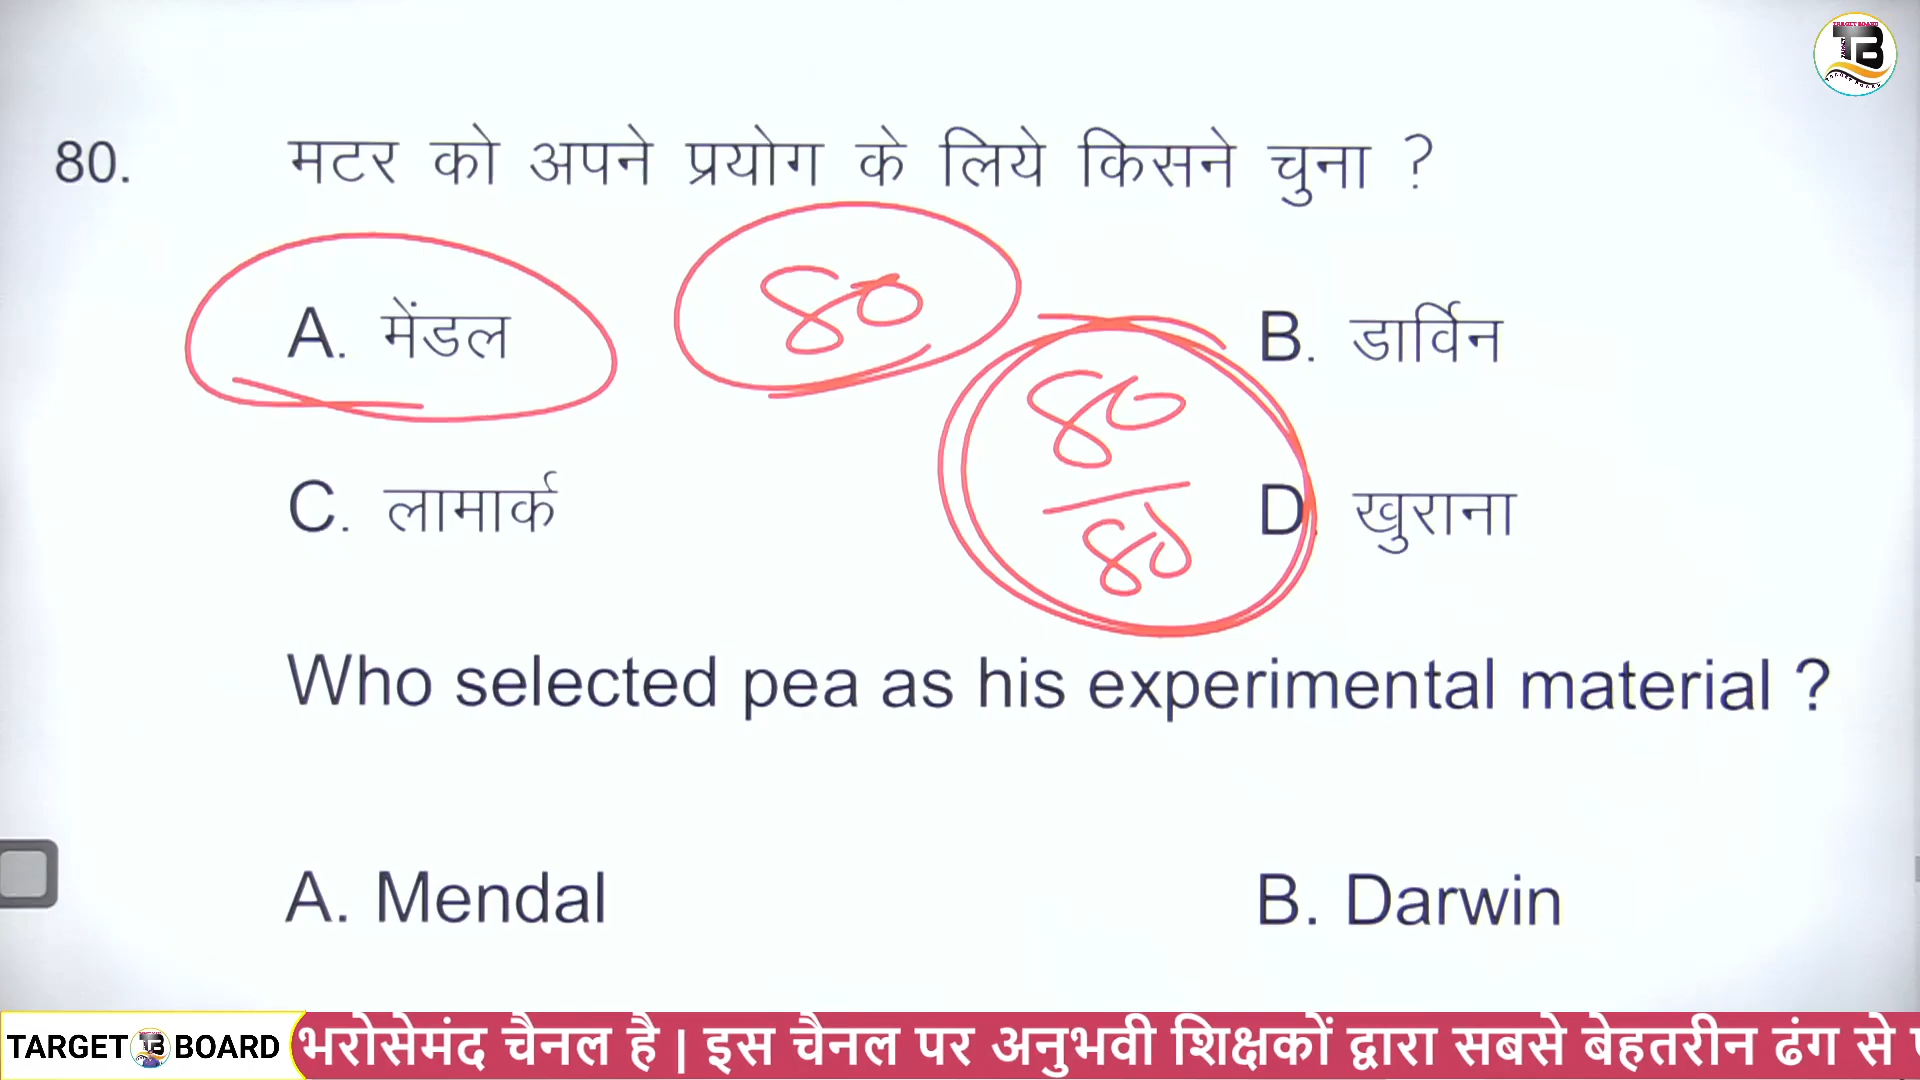 80. मटर को अपने प्रयोग के लिये किसने चुना ?
A. मेंडल
80
B. डार्विन
80
80
C. लामार्क
D. खुराना
Who selected pea as his experimental material ?
A. Mendal
B. Darwin
TARGET TB BOARD
भरोसेमंद चैनल है | इस चैनल पर अनुभवी शिक्षकों द्वारा सबसे बेहतरीन ढंग से